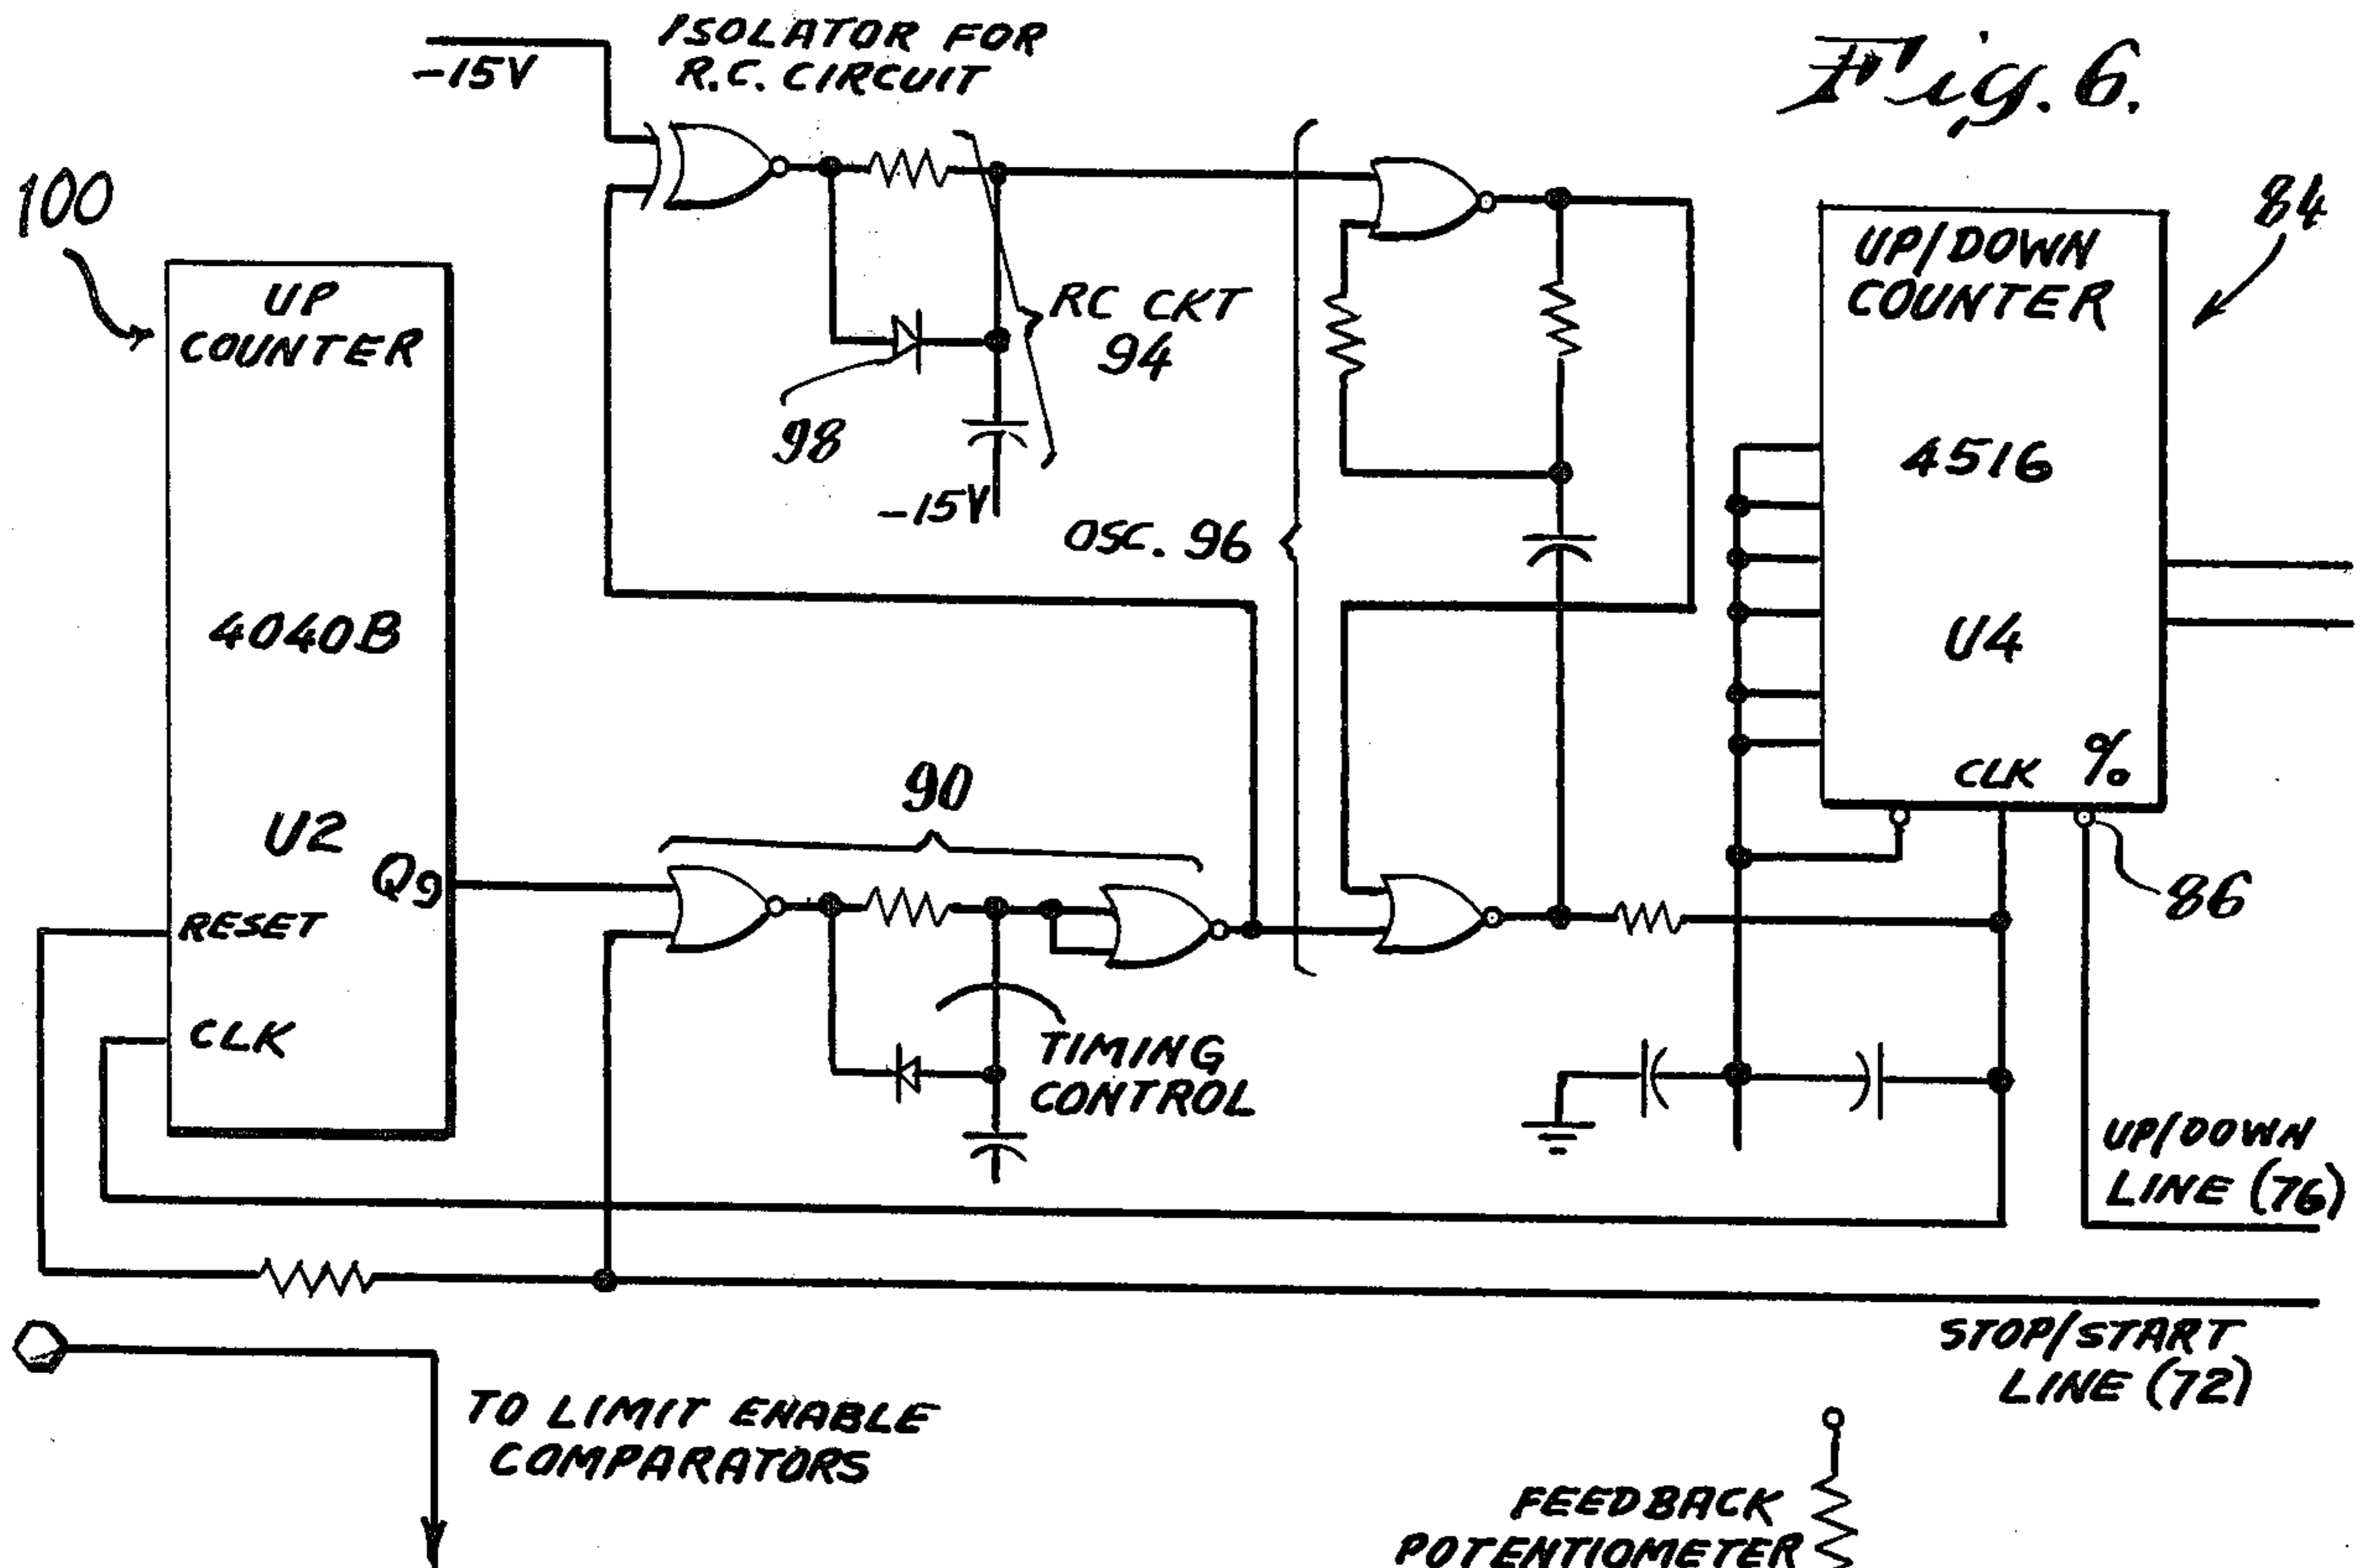 ISOLATOR FOR
R.C. CIRCUIT
-15V
Fig. 6.
100
84
UP
COUNTER
4040B
U2
Q9
RESET
CLK
RC CKT
94
98
-15V
OSC. 96
UP/DOWN
COUNTER
4516
U4
CLK %
86
90
TIMING
CONTROL
UP/DOWN
LINE (76)
STOP/START
LINE (72)
TO LIMIT ENABLE
COMPARATORS
FEEDBACK
POTENTIOMETER